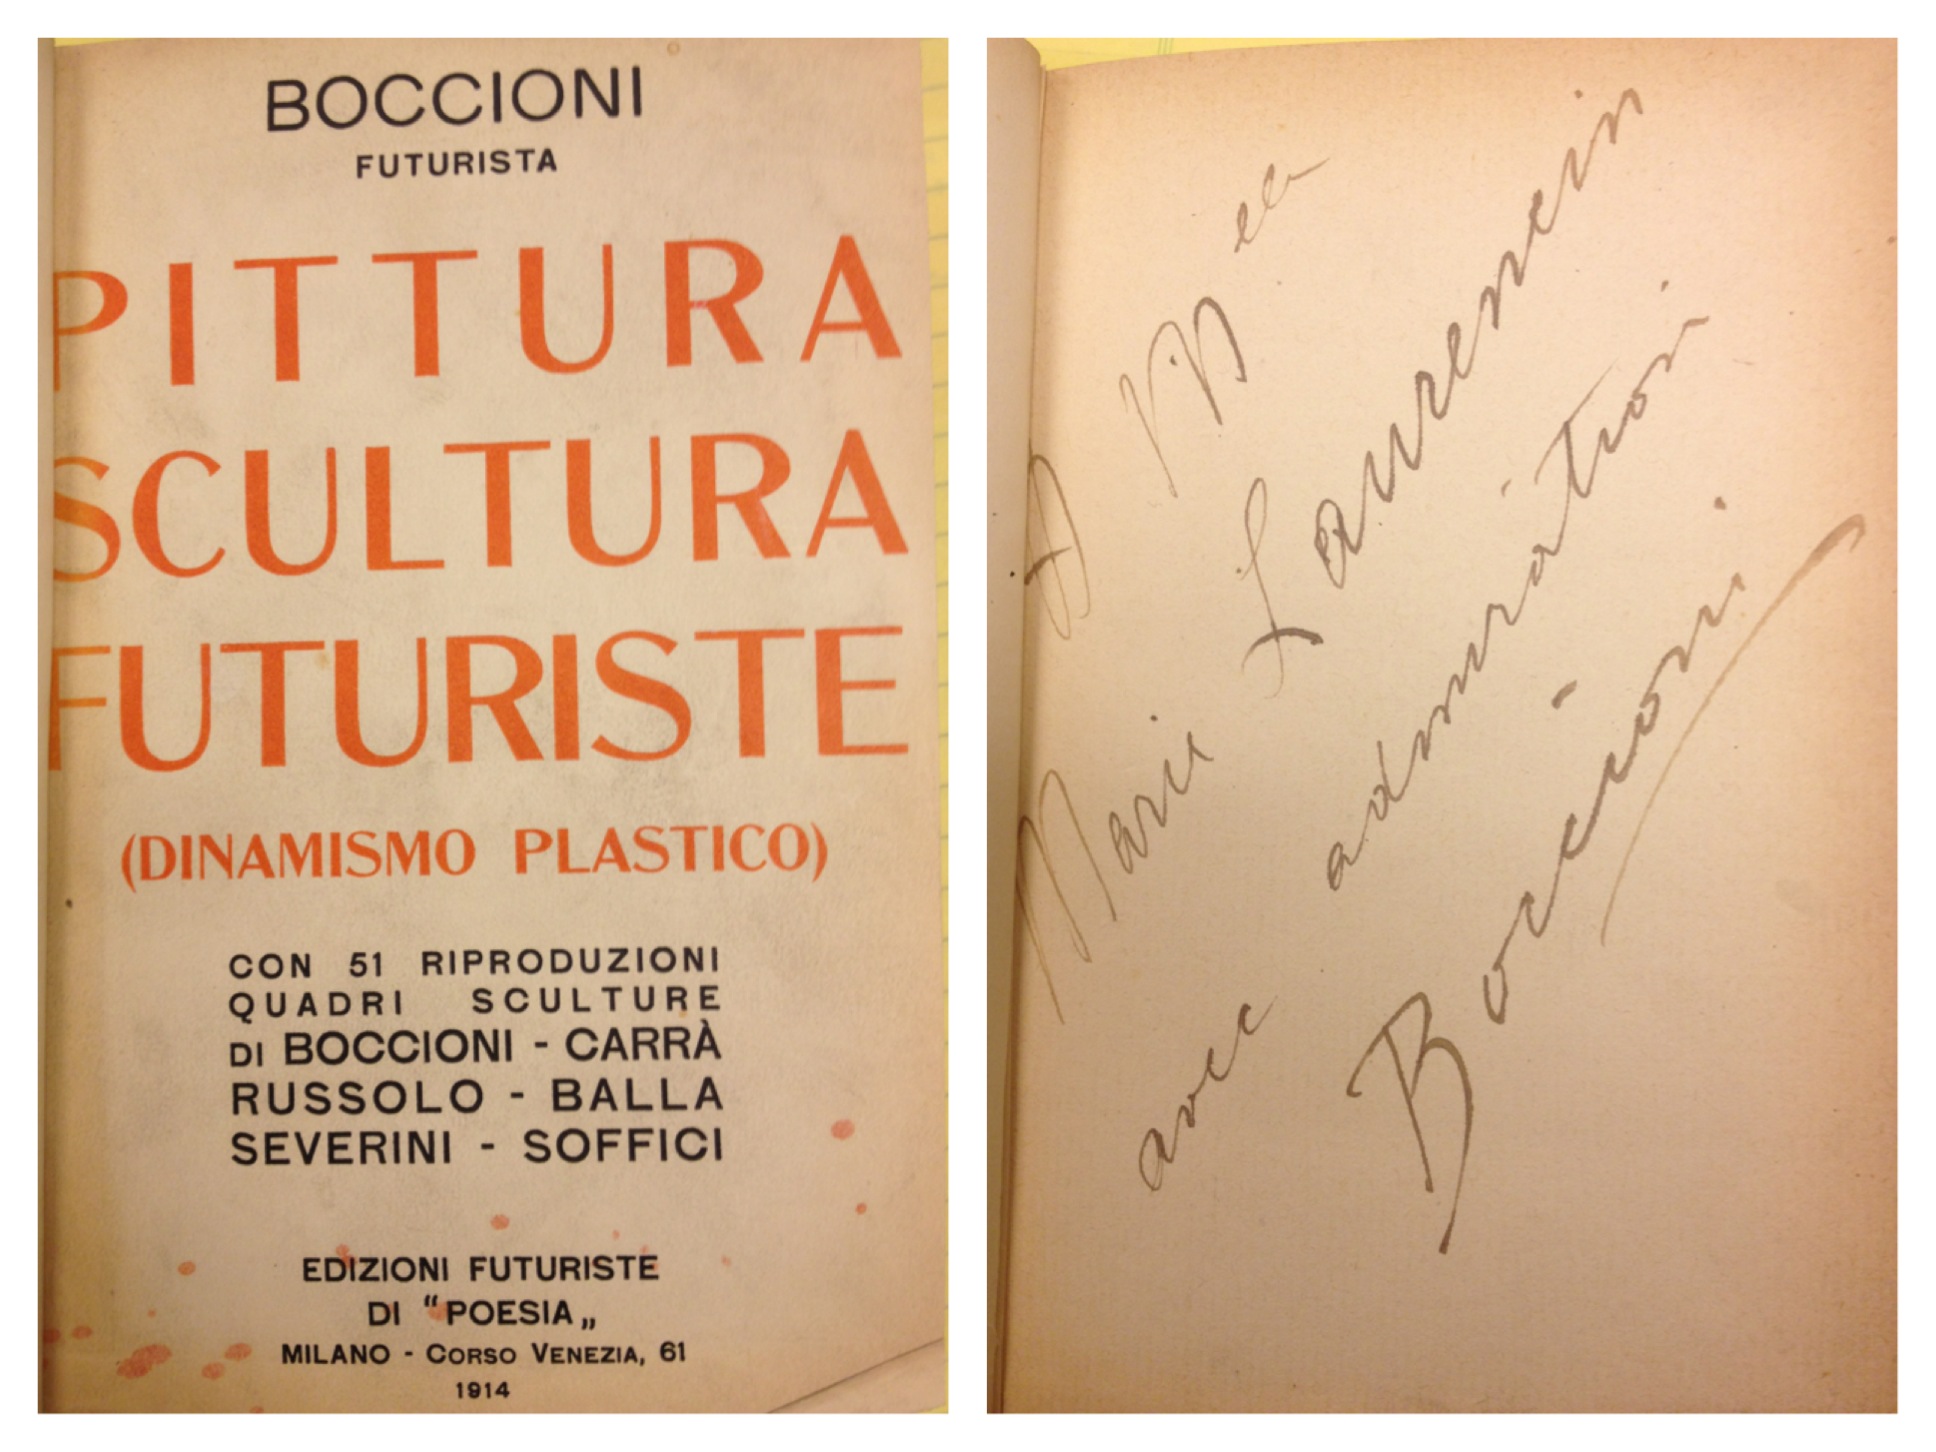 BOCCIONI
FUTURISTA
PITTURA
SCULTURA
FUTURISTE
(DINAMISMO PLASTICO)
CON 51 RIPRODUZIONI
QUADRI SCULTURE
DI BOCCIONI - CARRÀ
RUSSOLO - BALLA
SEVERINI - SOFFICI
EDIZIONI FUTURISTE
DI “POESIA„
MILANO - CORSO VENEZIA, 61
1914
A Mlle
Marie Laurencin
avec admiration
Boccioni